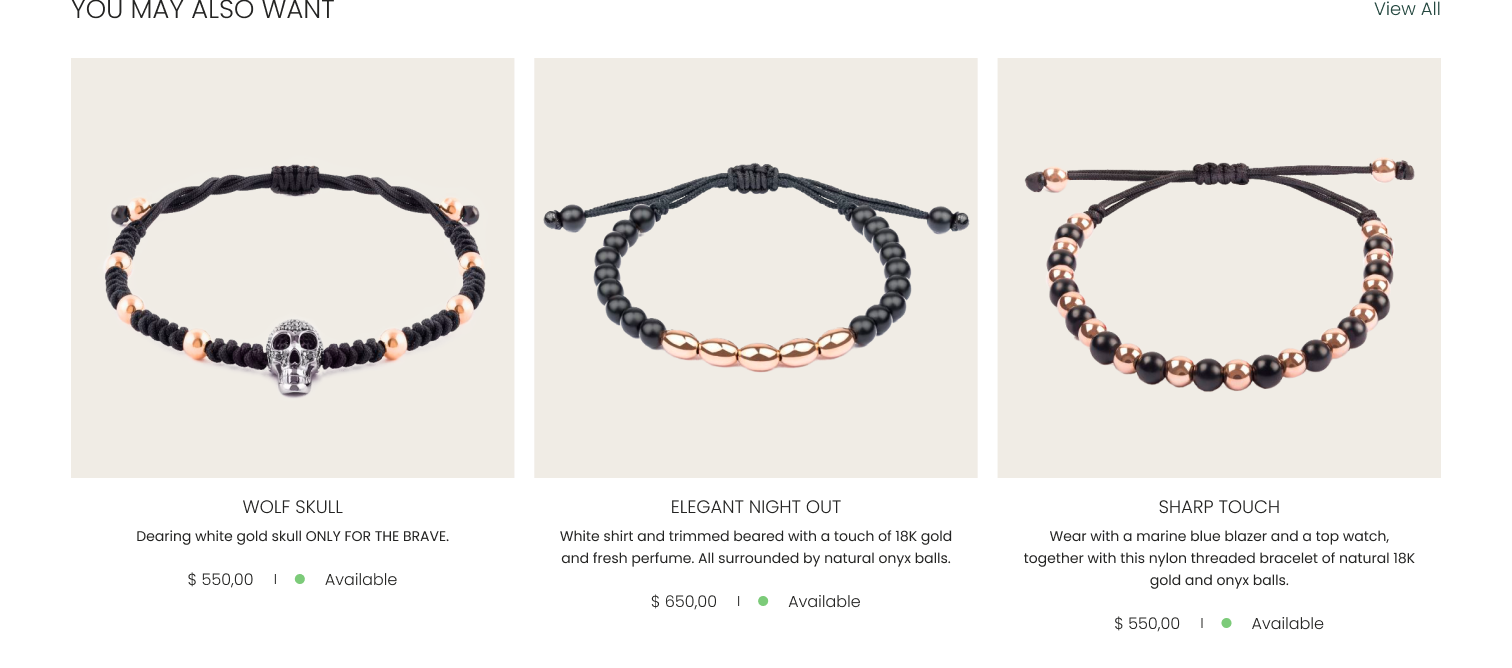 YOU MAY ALSO WANT
View All
WOLF SKULL
Dearing white gold skull ONLY FOR THE BRAVE.
$ 550,00 | Available
ELEGANT NIGHT OUT
White shirt and trimmed beared with a touch of 18K gold
and fresh perfume. All surrounded by natural onyx balls.
$ 650,00 | Available
SHARP TOUCH
Wear with a marine blue blazer and a top watch,
together with this nylon threaded bracelet of natural 18K
gold and onyx balls.
$ 550,00 | Available